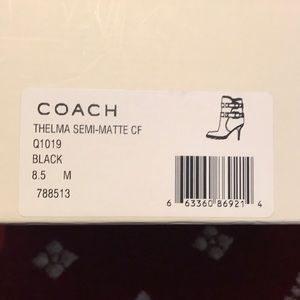 COACH
THELMA SEMI-MATTE CF
Q1019
BLACK
8.5 M
788513
6 63360 86921 4